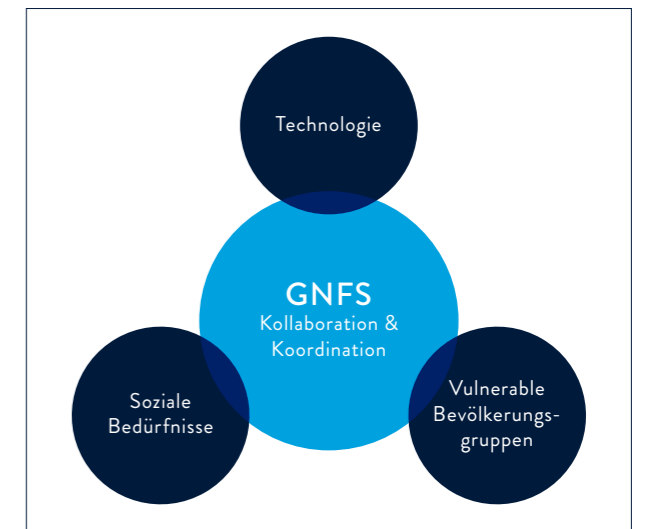 Technologie
GNFS
Kollaboration &
Koordination
Soziale
Bedürfnisse
Vulnerable
Bevölkerungs-
gruppen